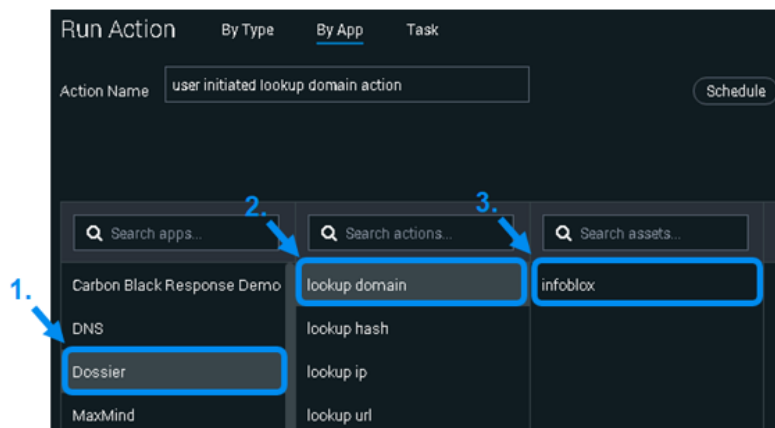 Run Action By Type By App Task
Action Name user initiated lookup domain action Schedule
2. 3.
Search apps... Search actions... Search assets...
1. Carbon Black Response Demo lookup domain infoblox
DNS lookup hash
Dossier lookup ip
MaxMind lookup url